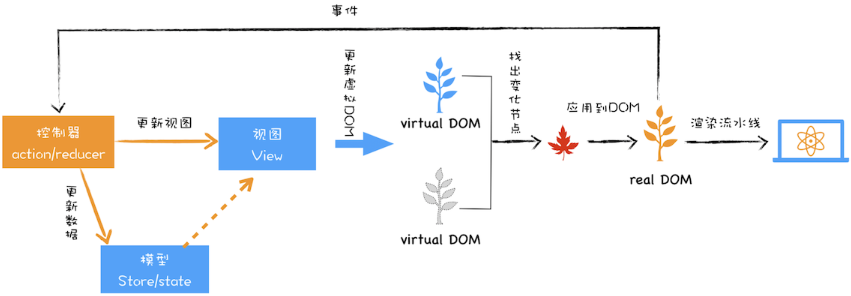 事件
控制器
action/reducer
更新视图
视图
View
更新数据
模型
Store/state
更新虚拟DOM
virtual DOM
virtual DOM
找出变化节点
应用到DOM
real DOM
渲染流水线